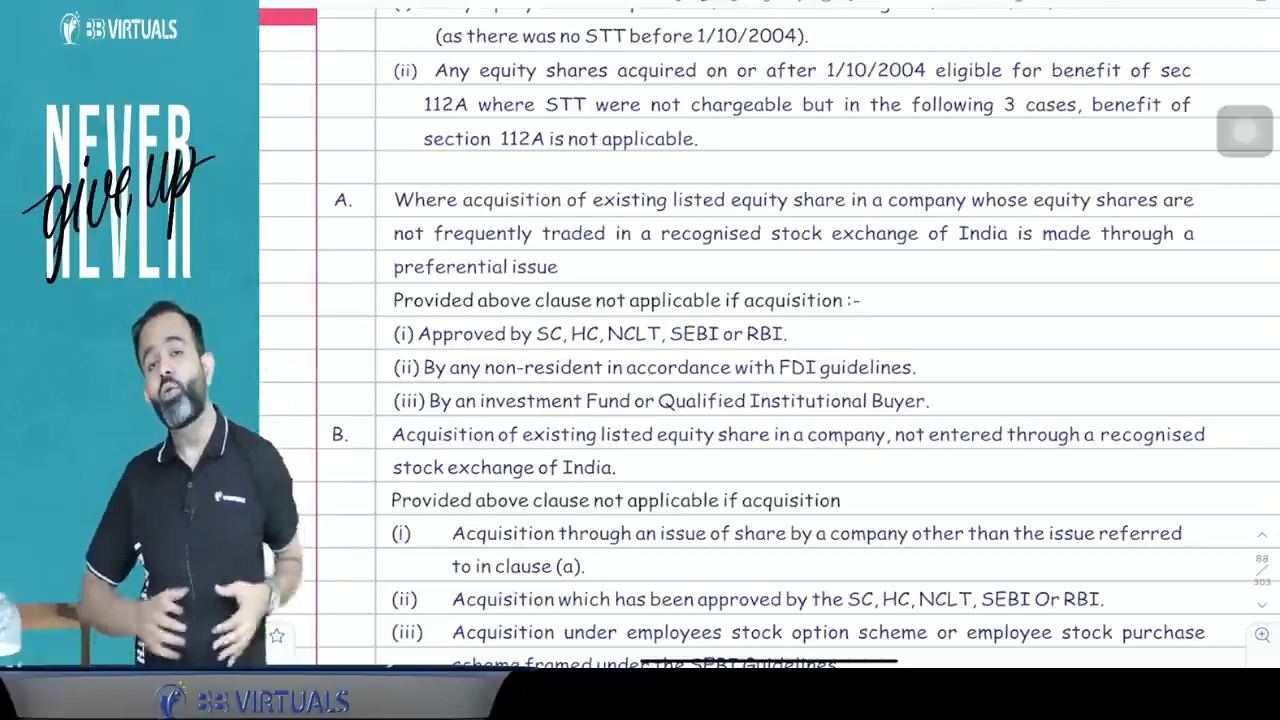 BB VIRTUALS
NEVER
give up
NEVER
(as there was no STT before 1/10/2004).
(ii) Any equity shares acquired on or after 1/10/2004 eligible for benefit of sec
112A where STT were not chargeable but in the following 3 cases, benefit of
section 112A is not applicable.
A. Where acquisition of existing listed equity share in a company whose equity shares are
not frequently traded in a recognised stock exchange of India is made through a
preferential issue
Provided above clause not applicable if acquisition :-
(i) Approved by SC, HC, NCLT, SEBI or RBI.
(ii) By any non-resident in accordance with FDI guidelines.
(iii) By an investment Fund or Qualified Institutional Buyer.
B. Acquisition of existing listed equity share in a company, not entered through a recognised
stock exchange of India.
Provided above clause not applicable if acquisition
(i) Acquisition through an issue of share by a company other than the issue referred
to in clause (a).
(ii) Acquisition which has been approved by the SC, HC, NCLT, SEBI Or RBI.
(iii) Acquisition under employees stock option scheme or employee stock purchase
scheme framed under the SEBI Guidelines
88
303
VIRTUALS
BB VIRTUALS